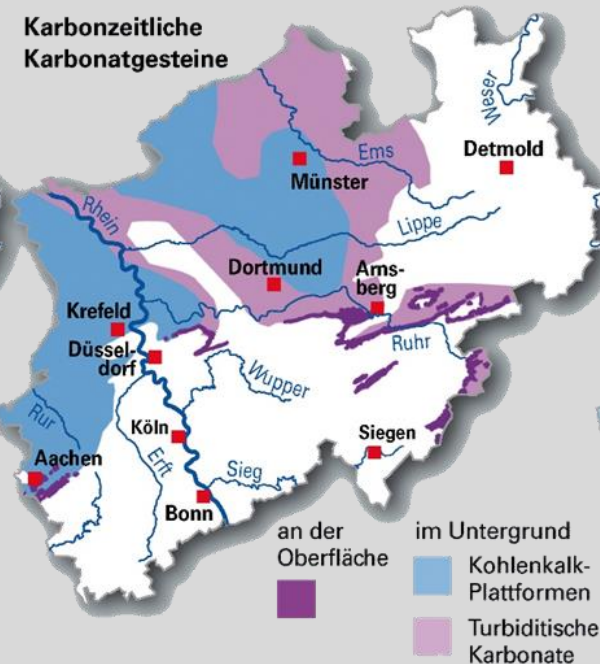 Karbonzeitliche
Karbonatgesteine
Weser
Ems
Detmold
Münster
Rhein
Lippe
Dortmund
Arns-
berg
Krefeld
Düssel-
dorf
Ruhr
Wupper
Rur
Köln
Siegen
Aachen
Erft
Sieg
Bonn
an der
Oberfläche
im Untergrund
Kohlenkalk-
Plattformen
Turbiditische
Karbonate